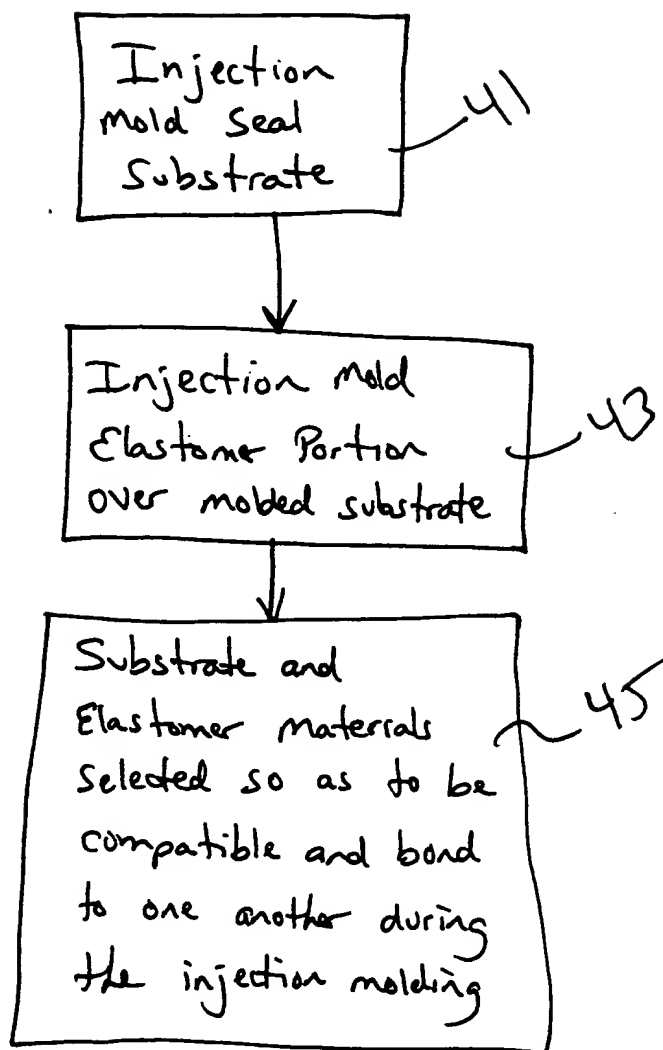 Injection
Mold Seal
Substrate
41
Injection Mold
Elastomer Portion
over molded substrate
43
Substrate and
Elastomer materials
selected so as to be
compatible and bond
to one another during
the injection molding
45